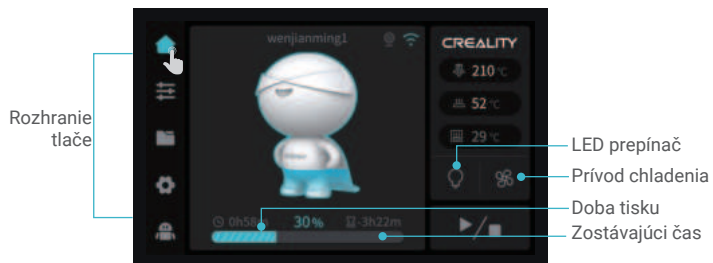 wenjianming1
CREALITY
210 ℃
52 ℃
29 ℃
Rozhranie
tlače
LED prepínač
Prívod chladenia
0h58m
30%
-3h22m
Doba tisku
Zostávajúci čas